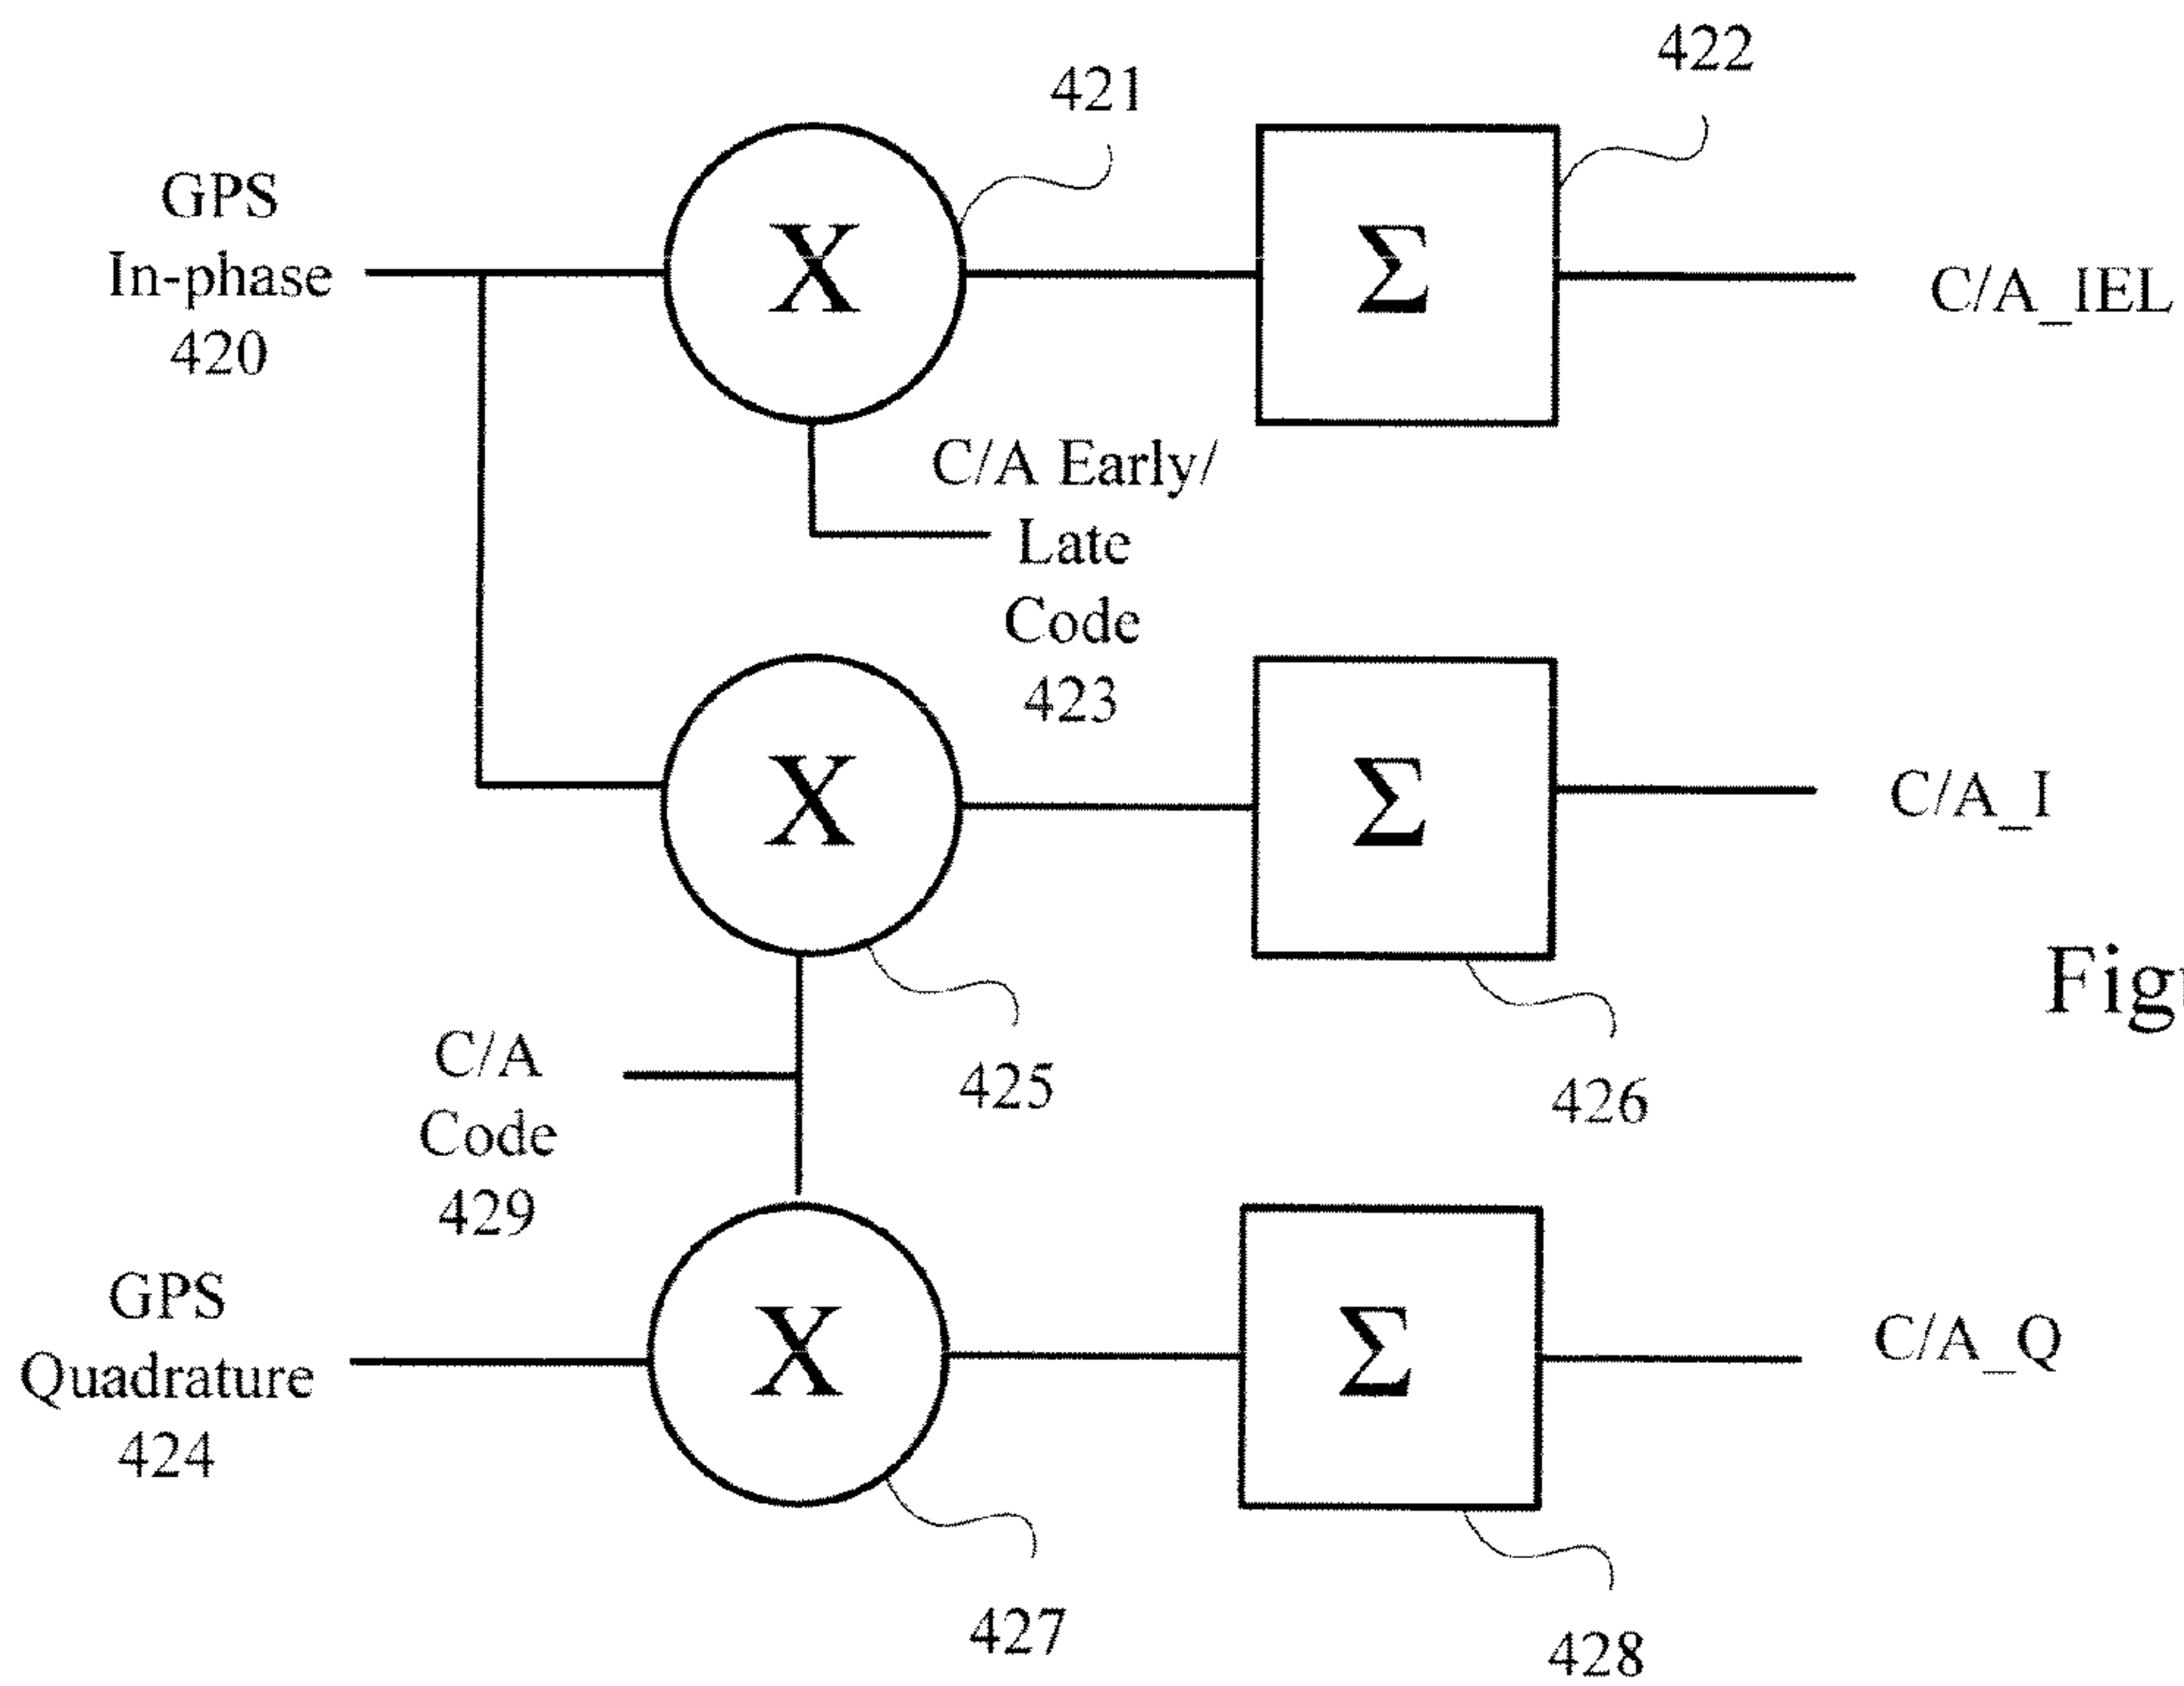 422
421
GPS
In-phase
420
X
Σ
C/A_IEL
C/A Early/
Late
Code
423
X
Σ
C/A_I
C/A
Code
429
425
426
GPS
Quadrature
424
X
Σ
C/A_Q
427
428